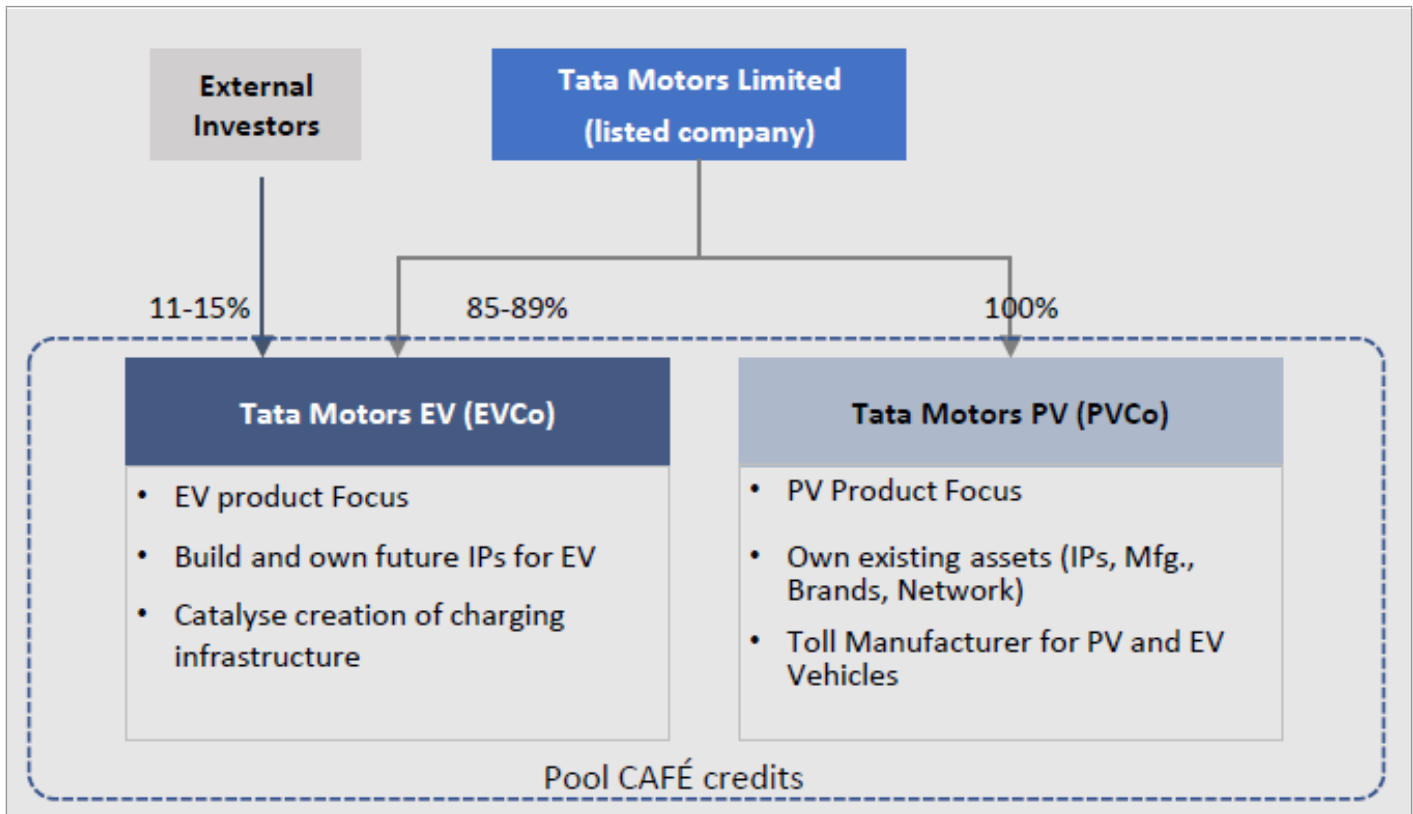 External
Investors
Tata Motors Limited
(listed company)
11-15%
85-89%
100%
Tata Motors EV (EVCo)
• EV product Focus
• Build and own future IPs for EV
• Catalyse creation of charging
infrastructure
Tata Motors PV (PVCo)
• PV Product Focus
• Own existing assets (IPs, Mfg.,
Brands, Network)
• Toll Manufacturer for PV and EV
Vehicles
Pool CAFÉ credits